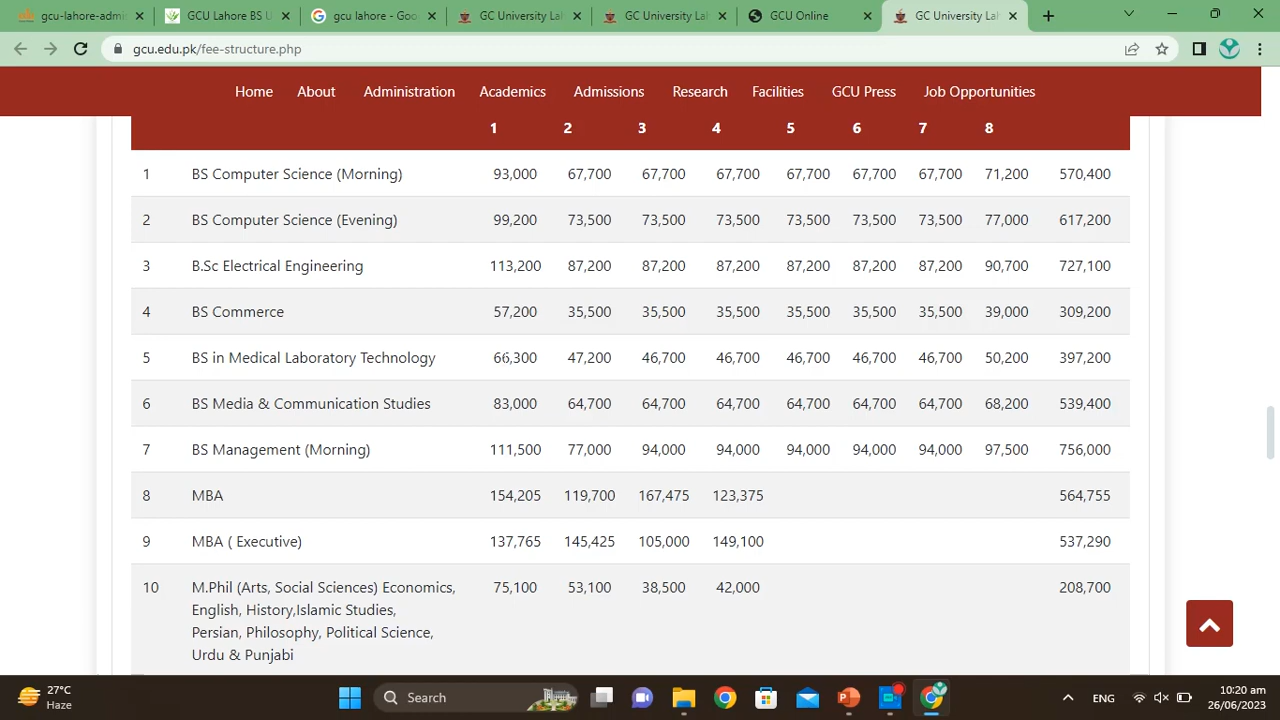 gcu-lahore-admis
GCU Lahore BS U
gcu lahore - Goo
GC University Lah
GC University Lah
GCU Online
GC University Lah
gcu.edu.pk/fee-structure.php
Home About Administration Academics Admissions Research Facilities GCU Press Job Opportunities
1 2 3 4 5 6 7 8
1 BS Computer Science (Morning) 93,000 67,700 67,700 67,700 67,700 67,700 67,700 71,200 570,400
2 BS Computer Science (Evening) 99,200 73,500 73,500 73,500 73,500 73,500 73,500 77,000 617,200
3 B.Sc Electrical Engineering 113,200 87,200 87,200 87,200 87,200 87,200 87,200 90,700 727,100
4 BS Commerce 57,200 35,500 35,500 35,500 35,500 35,500 35,500 39,000 309,200
5 BS in Medical Laboratory Technology 66,300 47,200 46,700 46,700 46,700 46,700 46,700 50,200 397,200
6 BS Media & Communication Studies 83,000 64,700 64,700 64,700 64,700 64,700 64,700 68,200 539,400
7 BS Management (Morning) 111,500 77,000 94,000 94,000 94,000 94,000 94,000 97,500 756,000
8 MBA 154,205 119,700 167,475 123,375 564,755
9 MBA ( Executive) 137,765 145,425 105,000 149,100 537,290
10 M.Phil (Arts, Social Sciences) Economics, 75,100 53,100 38,500 42,000 208,700
English, History,Islamic Studies,
Persian, Philosophy, Political Science,
Urdu & Punjabi
27°C
Haze
Search
ENG
10:20 am
26/06/2023